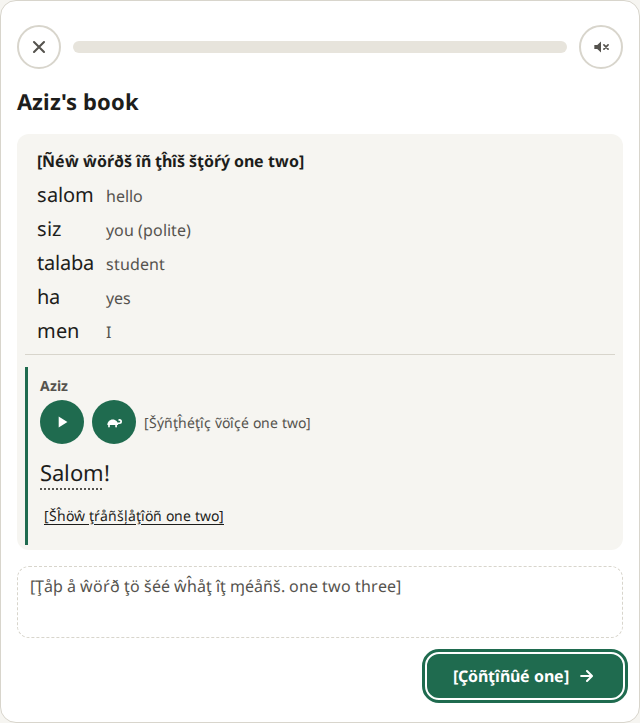 Aziz's book
[Ñéŵ ŵöŕðš îñ ţĥîš šţöŕý one two]
salom hello
siz you (polite)
talaba student
ha yes
men I
Aziz
[Šýñţĥéţîç ṽöîçé one two]
Salom!
[Šĥöŵ ţŕåñšļåţîöñ one two]
[Ţåþ å ŵöŕð ţö šéé ŵĥåţ îţ ɱéåñš. one two three]
[Çöñţîñûé one]